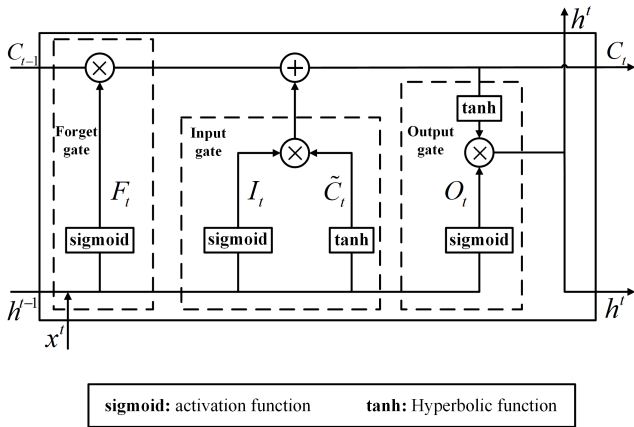 h^t
C_{t-1}
C_t
tanh
Forget gate
Input gate
Output gate
F_t
I_t
C̃_t
O_t
sigmoid
sigmoid
tanh
sigmoid
h^{t-1}
h^t
x^t
sigmoid: activation function
tanh: Hyperbolic function